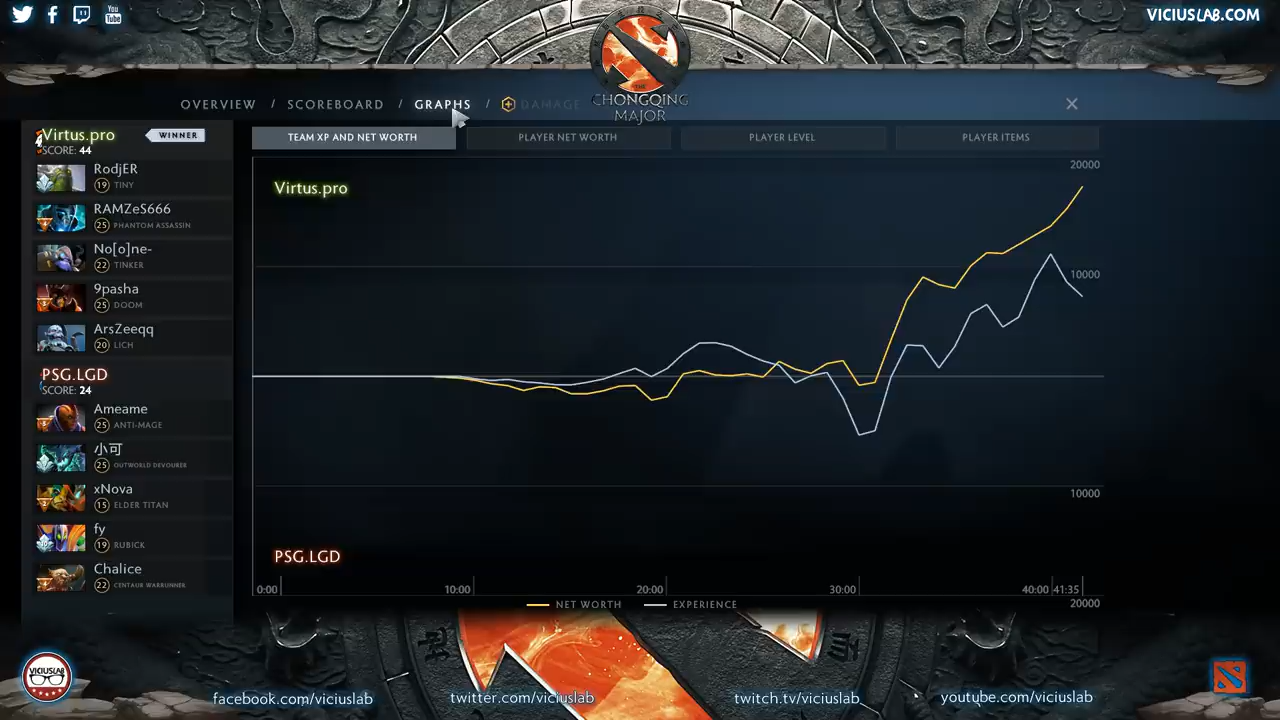 You
Tube
VICIUSLAB.COM
THE
CHONGQING
MAJOR
OVERVIEW / SCOREBOARD / GRAPHS / DAMAGE
TEAM XP AND NET WORTH
PLAYER NET WORTH
PLAYER LEVEL
PLAYER ITEMS
Virtus.pro
WINNER
SCORE: 44
RodjER
19 TINY
RAMZeS666
25 PHANTOM ASSASSIN
No[o]ne-
22 TINKER
9pasha
25 DOOM
ArsZeeqq
20 LICH
PSG.LGD
SCORE: 24
Ameame
25 ANTI-MAGE
小可
25 OUTWORLD DEVOURER
xNova
15 ELDER TITAN
fy
19 RUBICK
Chalice
22 CENTAUR WARRUNNER
Virtus.pro
20000
10000
10000
PSG.LGD
0:00
10:00
20:00
30:00
40:00
41:35
20000
NET WORTH
EXPERIENCE
VICIUSLAB
facebook.com/viciuslab
twitter.com/viciuslab
twitch.tv/viciuslab
youtube.com/viciuslab